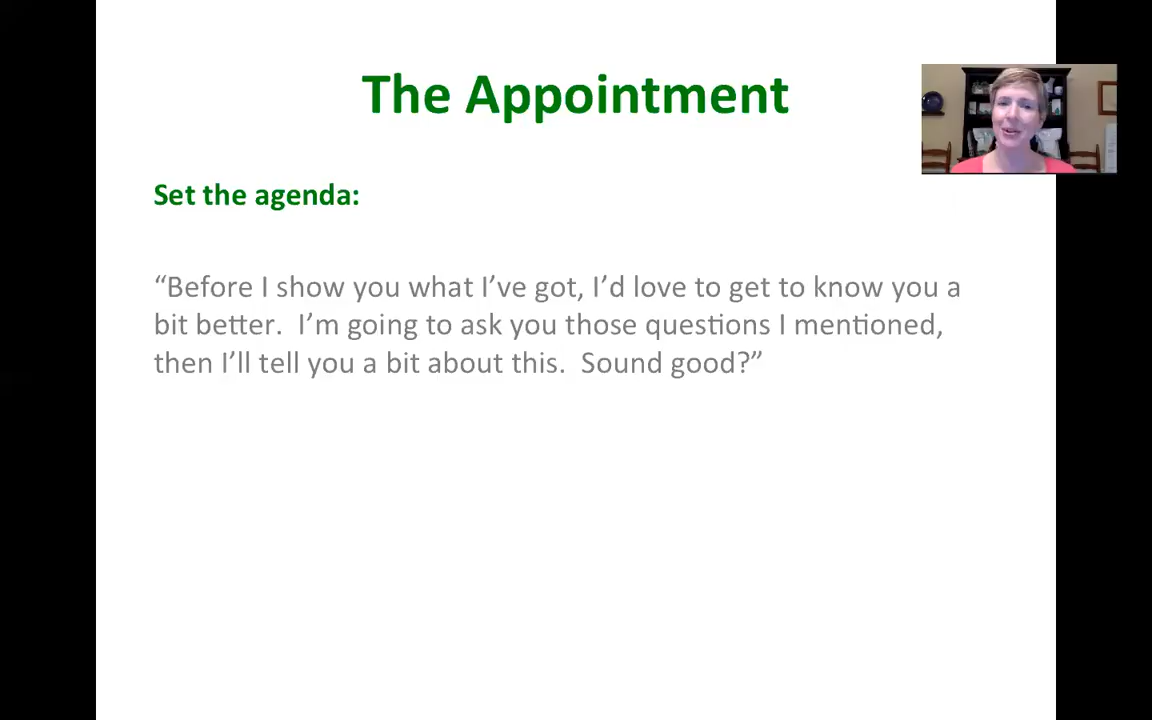 The Appointment
Set the agenda:
“Before I show you what I’ve got, I’d love to get to know you a
bit better.  I’m going to ask you those questions I mentioned,
then I’ll tell you a bit about this.  Sound good?”